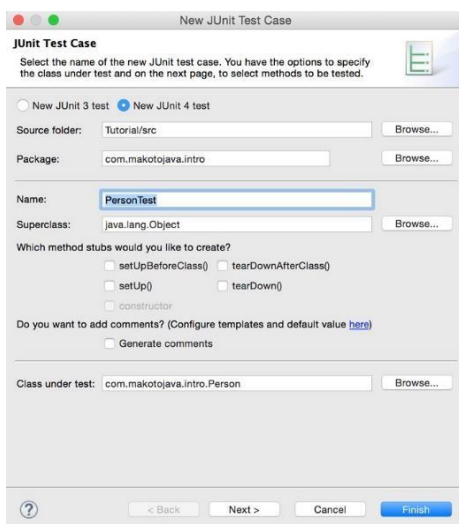 New JUnit Test Case
JUnit Test Case
Select the name of the new JUnit test case. You have the options to specify
the class under test and on the next page, to select methods to be tested.
New JUnit 3 test New JUnit 4 test
Source folder: Tutorial/src Browse...
Package: com.makotojava.intro Browse...
Name: PersonTest
Superclass: java.lang.Object Browse...
Which method stubs would you like to create?
setUpBeforeClass() tearDownAfterClass()
setUp() tearDown()
constructor
Do you want to add comments? (Configure templates and default value here)
Generate comments
Class under test: com.makotojava.intro.Person Browse...
? < Back Next > Cancel Finish